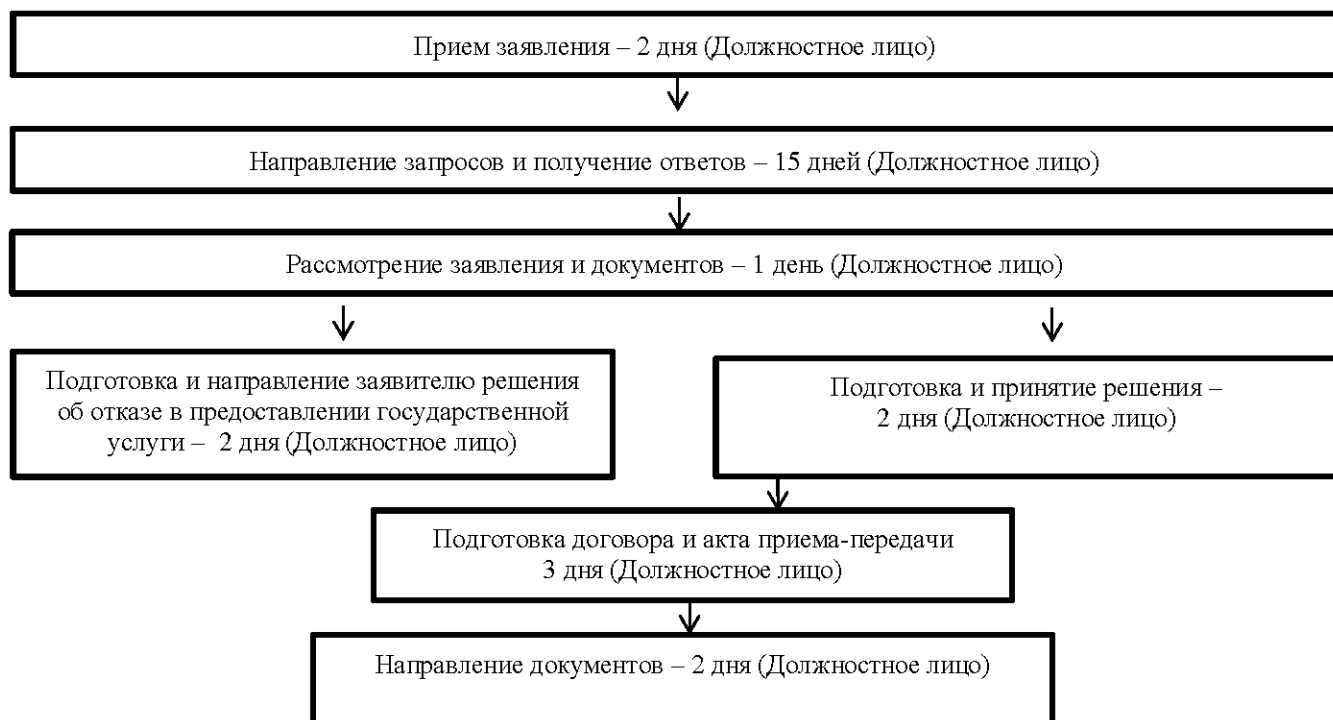 Прием заявления – 2 дня (Должностное лицо)
Направление запросов и получение ответов – 15 дней (Должностное лицо)
Рассмотрение заявления и документов – 1 день (Должностное лицо)
Подготовка и направление заявителю решения
об отказе в предоставлении государственной
услуги – 2 дня (Должностное лицо)
Подготовка и принятие решения –
2 дня (Должностное лицо)
Подготовка договора и акта приема-передачи
3 дня (Должностное лицо)
Направление документов – 2 дня (Должностное лицо)